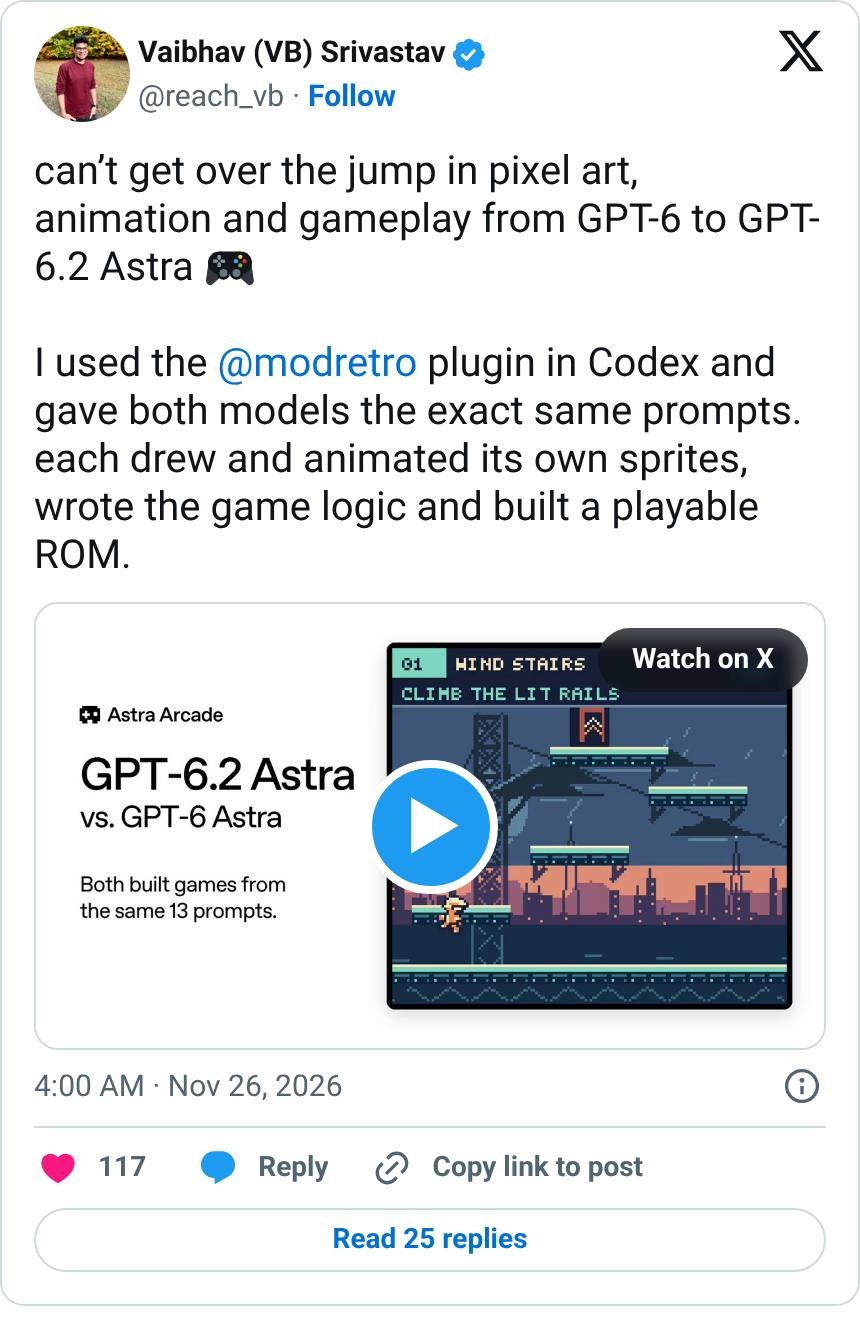 Vaibhav (VB) Srivastav
@reach_vb · Follow
can’t get over the jump in pixel art,
animation and gameplay from GPT-6 to GPT-
6.2 Astra 🎮
I used the @modretro plugin in Codex and
gave both models the exact same prompts.
each drew and animated its own sprites,
wrote the game logic and built a playable
ROM.
Watch on X
01 WIND STAIRS
CLIMB THE LIT RAILS
Astra Arcade
GPT-6.2 Astra
vs. GPT-6 Astra
Both built games from
the same 13 prompts.
4:00 AM · Nov 26, 2026
117 Reply Copy link to post
Read 25 replies